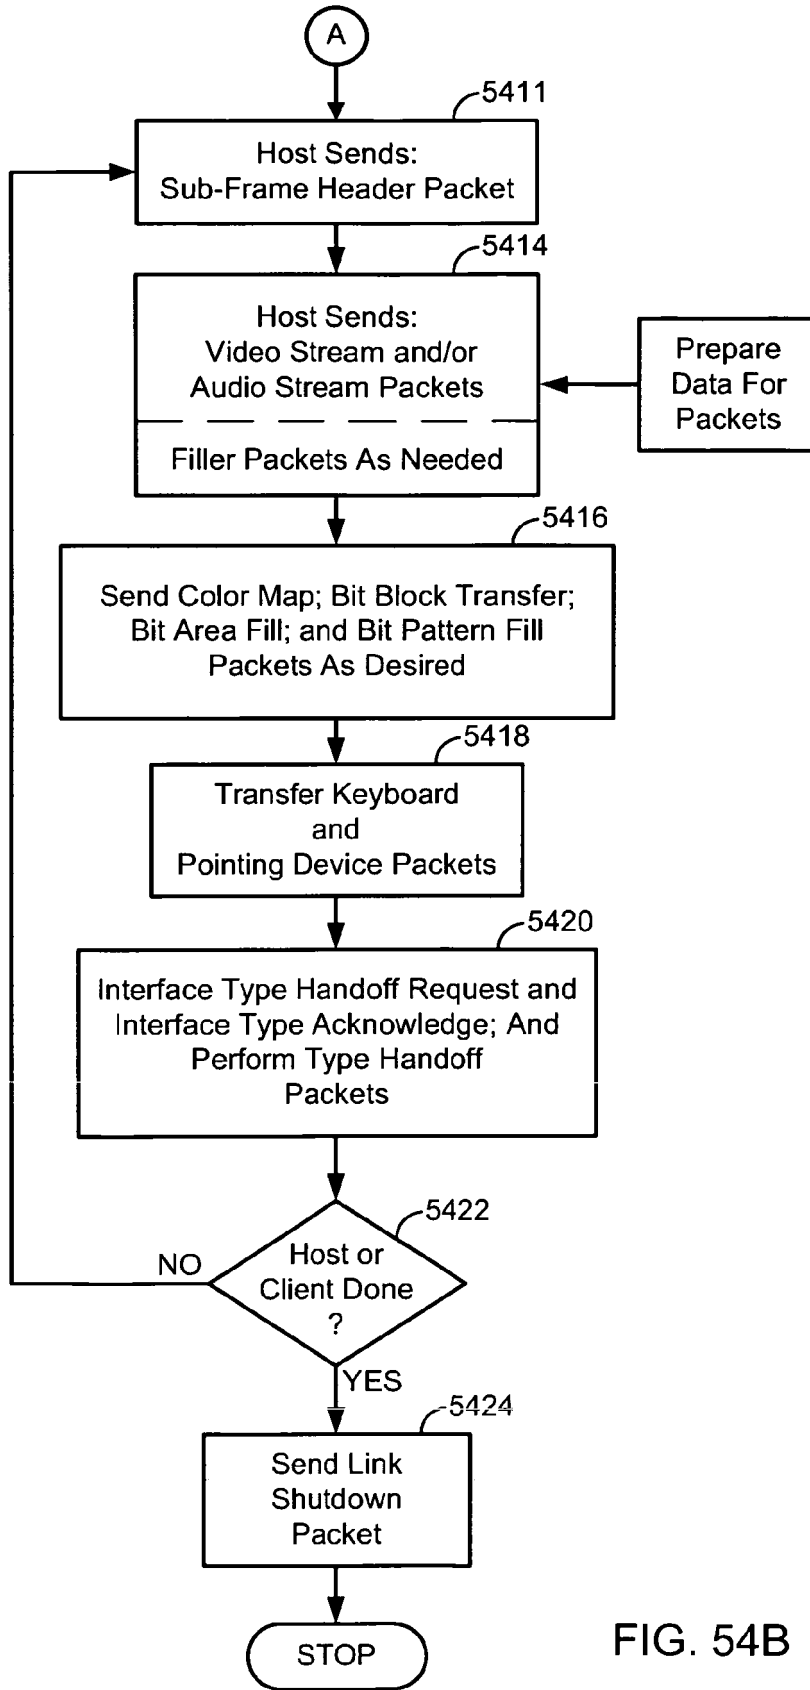 A
5411
Host Sends:
Sub-Frame Header Packet
5414
Host Sends:
Video Stream and/or
Audio Stream Packets
Filler Packets As Needed
Prepare
Data For
Packets
5416
Send Color Map; Bit Block Transfer;
Bit Area Fill; and Bit Pattern Fill
Packets As Desired
5418
Transfer Keyboard
and
Pointing Device Packets
5420
Interface Type Handoff Request and
Interface Type Acknowledge; And
Perform Type Handoff
Packets
5422
Host or
Client Done
?
NO
YES
5424
Send Link
Shutdown
Packet
STOP
FIG. 54B